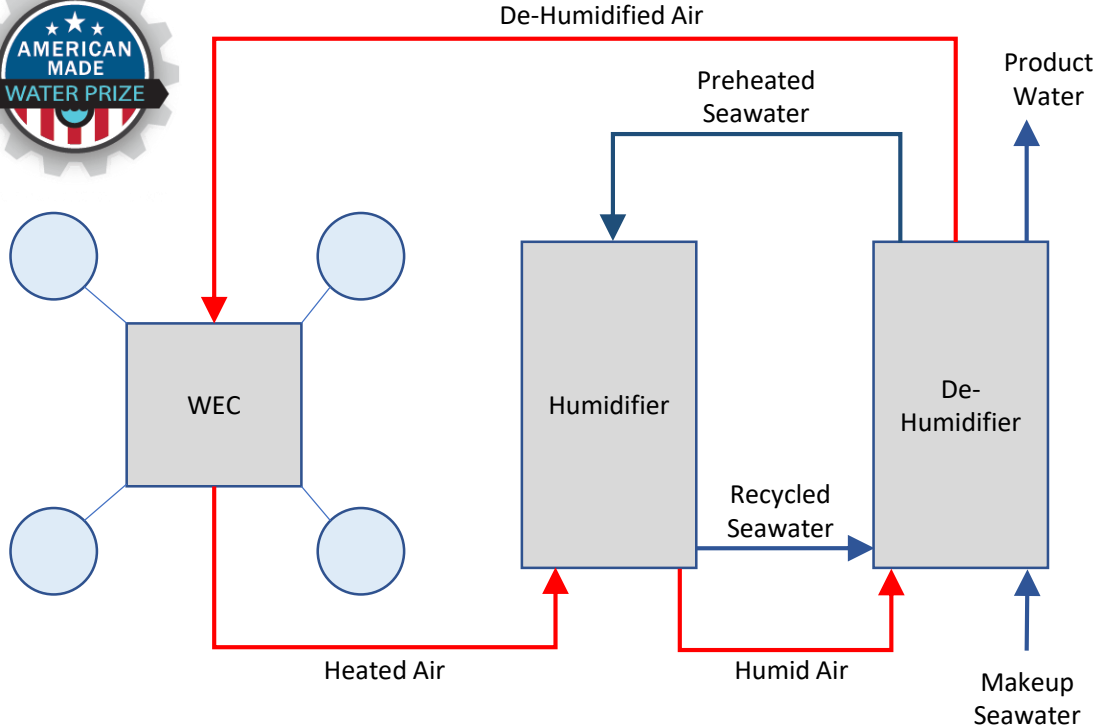 De-Humidified Air
AMERICAN
MADE
WATER PRIZE
Preheated
Seawater
Product
Water
WEC
Humidifier
De-
Humidifier
Recycled
Seawater
Heated Air
Humid Air
Makeup
Seawater